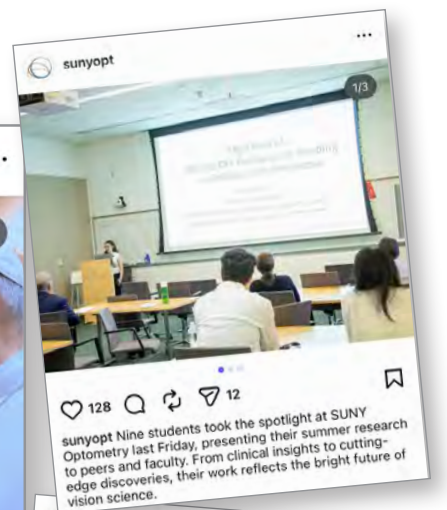 sunyopt
1/3
128
12
sunyopt Nine students took the spotlight at SUNY
Optometry last Friday, presenting their summer research
to peers and faculty. From clinical insights to cutting-
edge discoveries, their work reflects the bright future of
vision science.